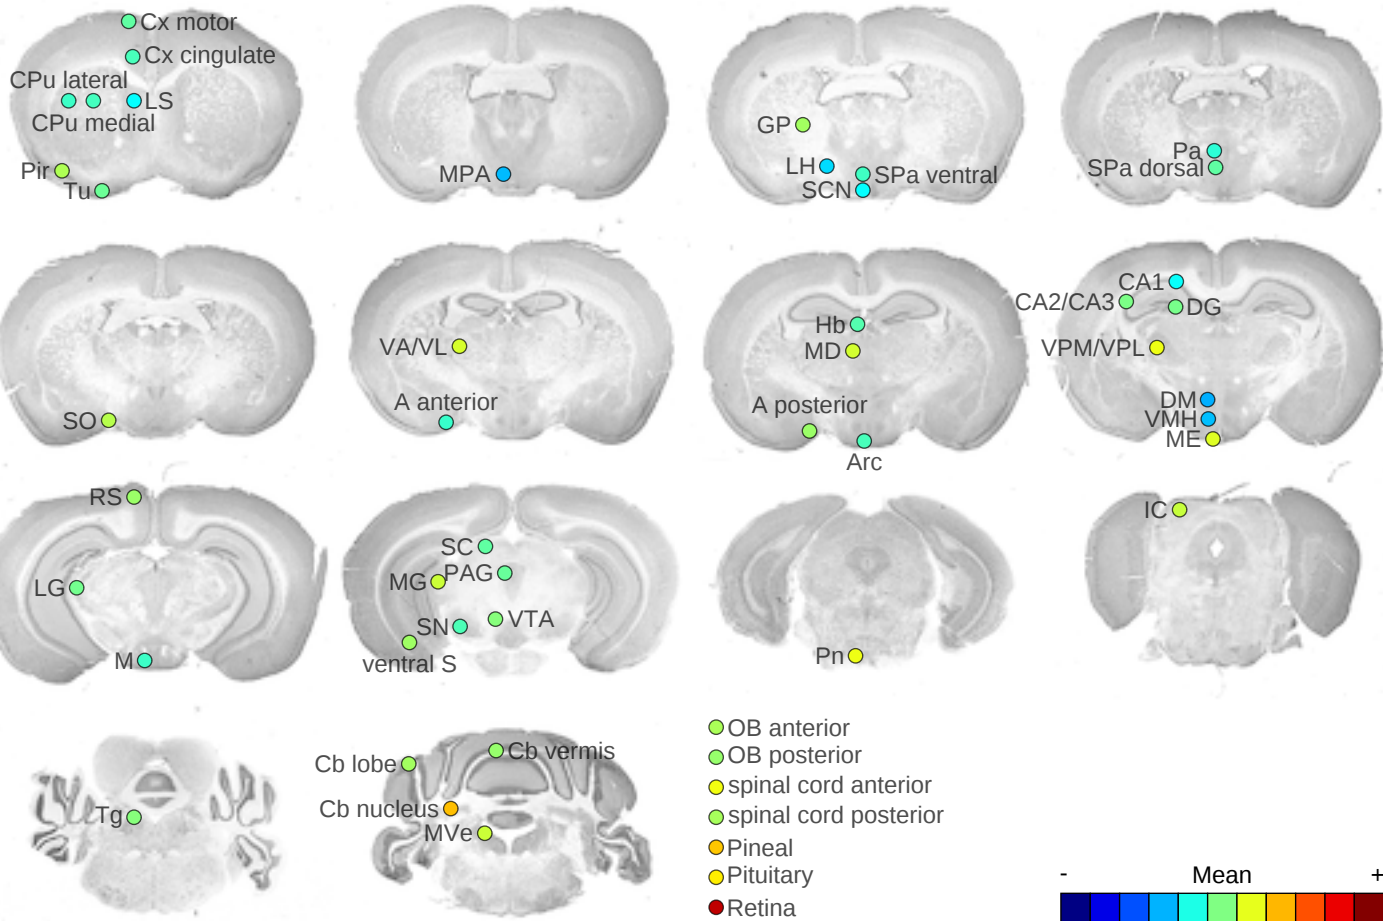 Cx motor
Cx cingulate
CPu lateral
LS
CPu medial
Pir
Tu
MPA
GP
LH
SPa ventral
SCN
Pa
SPa dorsal
SO
VA/VL
A anterior
Hb
MD
A posterior
Arc
CA1
CA2/CA3
DG
VPM/VPL
DM
VMH
ME
RS
LG
M
SC
PAG
MG
VTA
SN
ventral S
Pn
IC
Tg
Cb vermis
Cb lobe
Cb nucleus
MVe
OB anterior
OB posterior
spinal cord anterior
spinal cord posterior
Pineal
Pituitary
Retina
- Mean +